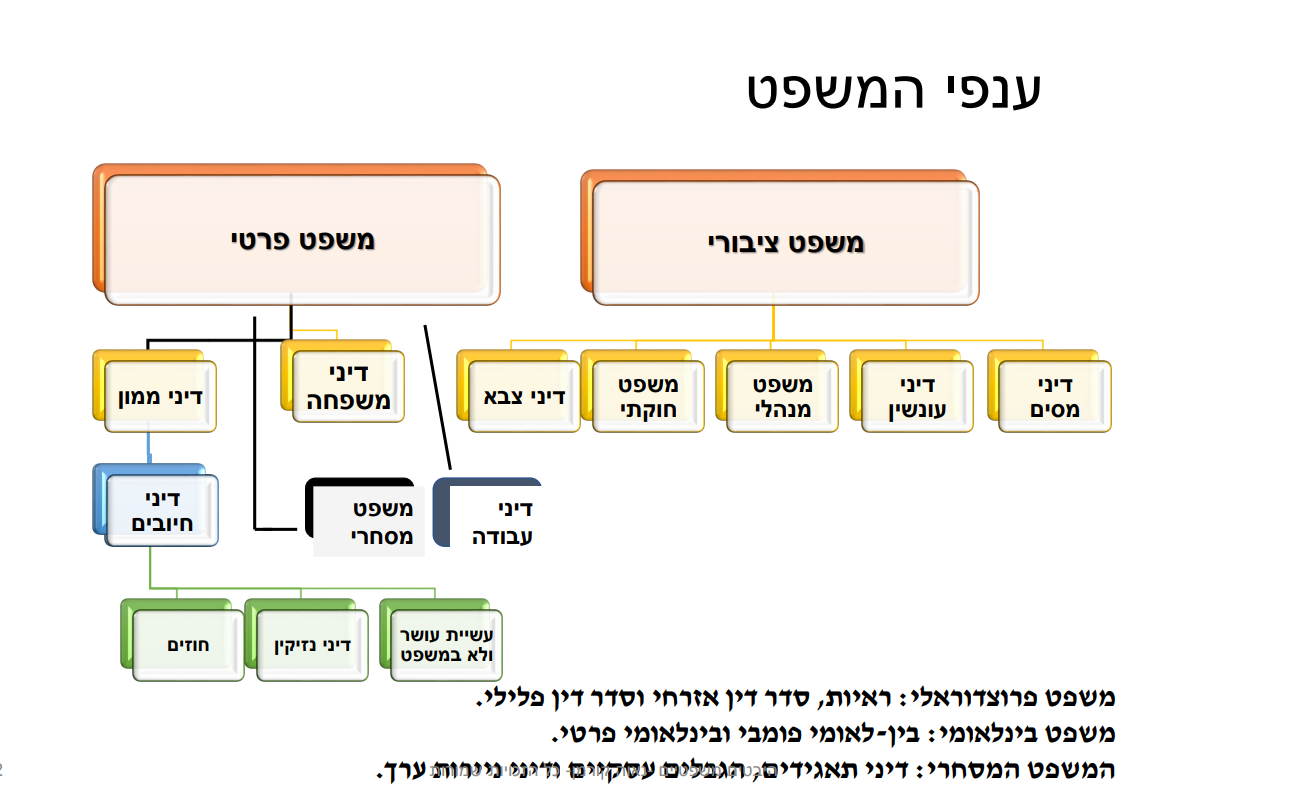 ענפי המשפט
משפט ציבורי
משפט פרטי
דיני
מסים
דיני
עונשין
משפט
מנהלי
משפט
חוקתי
דיני צבא
דיני
משפחה
דיני ממון
דיני
עבודה
משפט
מסחרי
דיני
חיובים
עשיית עושר
ולא במשפט
דיני נזיקין
חוזים
משפט פרוצדוראלי: ראיות, סדר דין אזרחי וסדר דין פלילי.
משפט בינלאומי: בין-לאומי פומבי ובינלאומי פרטי.
המשפט המסחרי: דיני תאגידים, הגבלים עסקיים ודיני ניירות ערך.
2